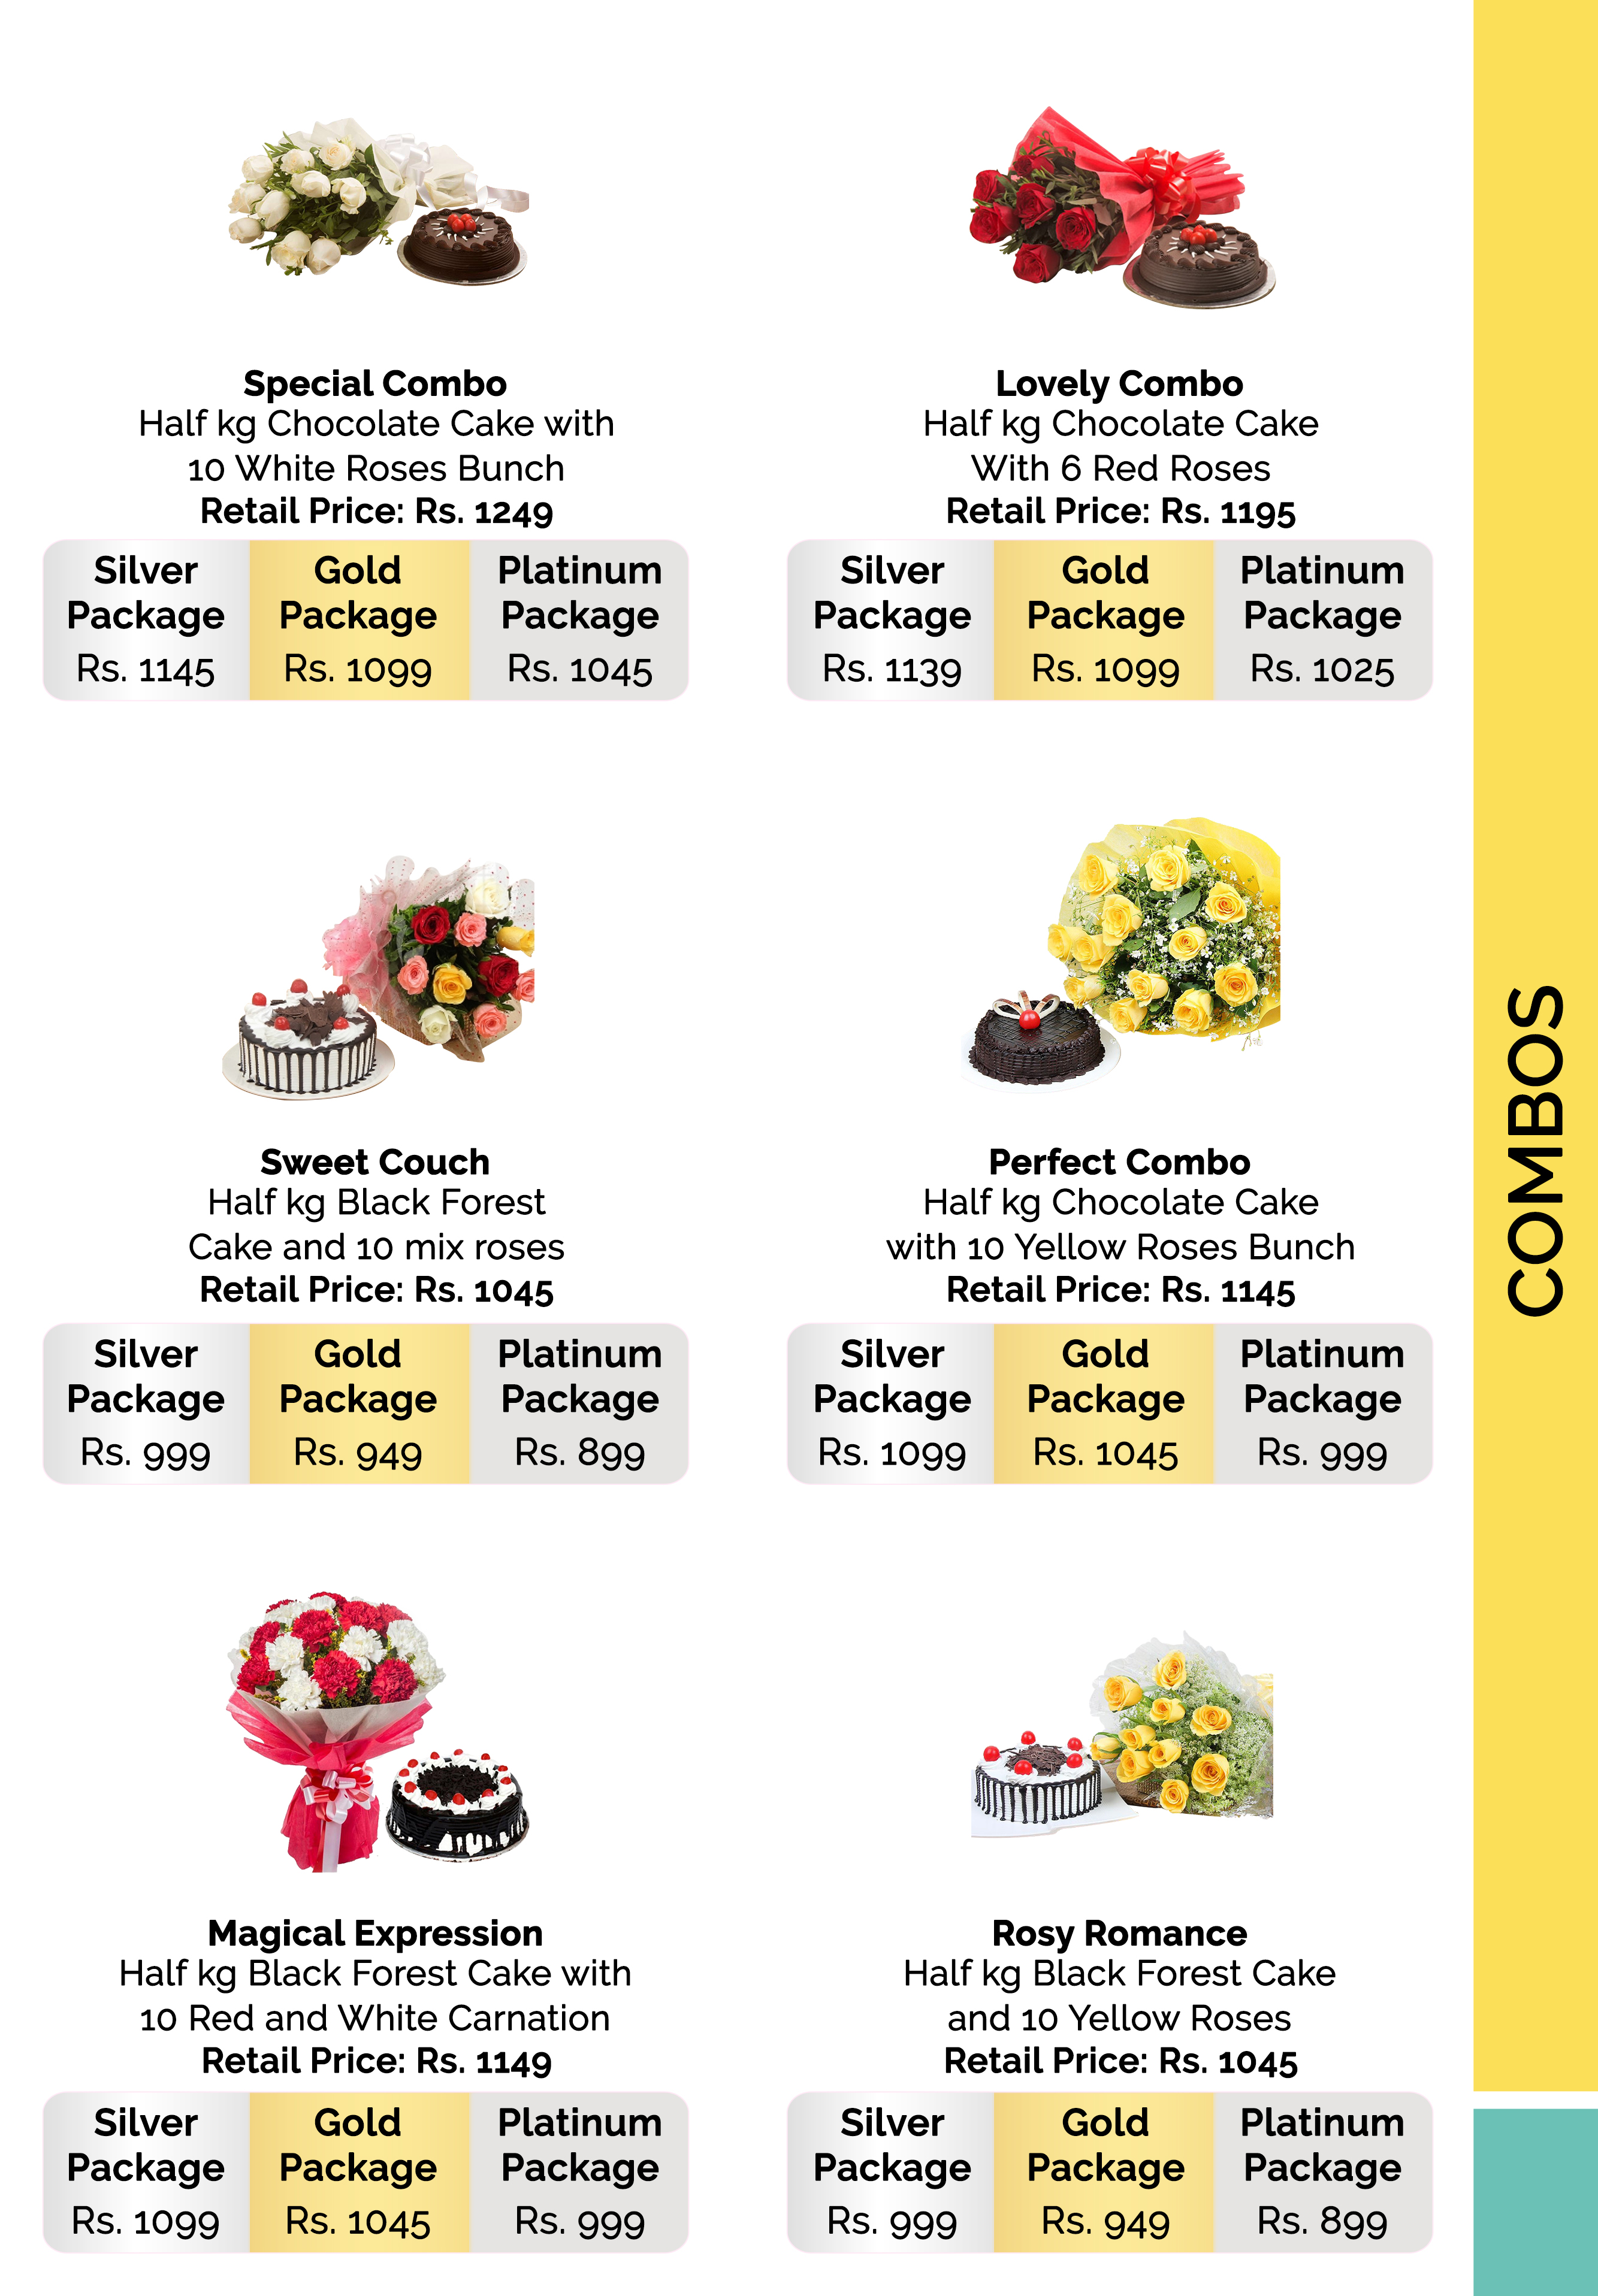 Special Combo
Half kg Chocolate Cake with
10 White Roses Bunch
Retail Price: Rs. 1249
Silver Package Rs. 1145
Gold Package Rs. 1099
Platinum Package Rs. 1045
Lovely Combo
Half kg Chocolate Cake
With 6 Red Roses
Retail Price: Rs. 1195
Silver Package Rs. 1139
Gold Package Rs. 1099
Platinum Package Rs. 1025
Sweet Couch
Half kg Black Forest
Cake and 10 mix roses
Retail Price: Rs. 1045
Silver Package Rs. 999
Gold Package Rs. 949
Platinum Package Rs. 899
Perfect Combo
Half kg Chocolate Cake
with 10 Yellow Roses Bunch
Retail Price: Rs. 1145
Silver Package Rs. 1099
Gold Package Rs. 1045
Platinum Package Rs. 999
Magical Expression
Half kg Black Forest Cake with
10 Red and White Carnation
Retail Price: Rs. 1149
Silver Package Rs. 1099
Gold Package Rs. 1045
Platinum Package Rs. 999
Rosy Romance
Half kg Black Forest Cake
and 10 Yellow Roses
Retail Price: Rs. 1045
Silver Package Rs. 999
Gold Package Rs. 949
Platinum Package Rs. 899
COMBOS